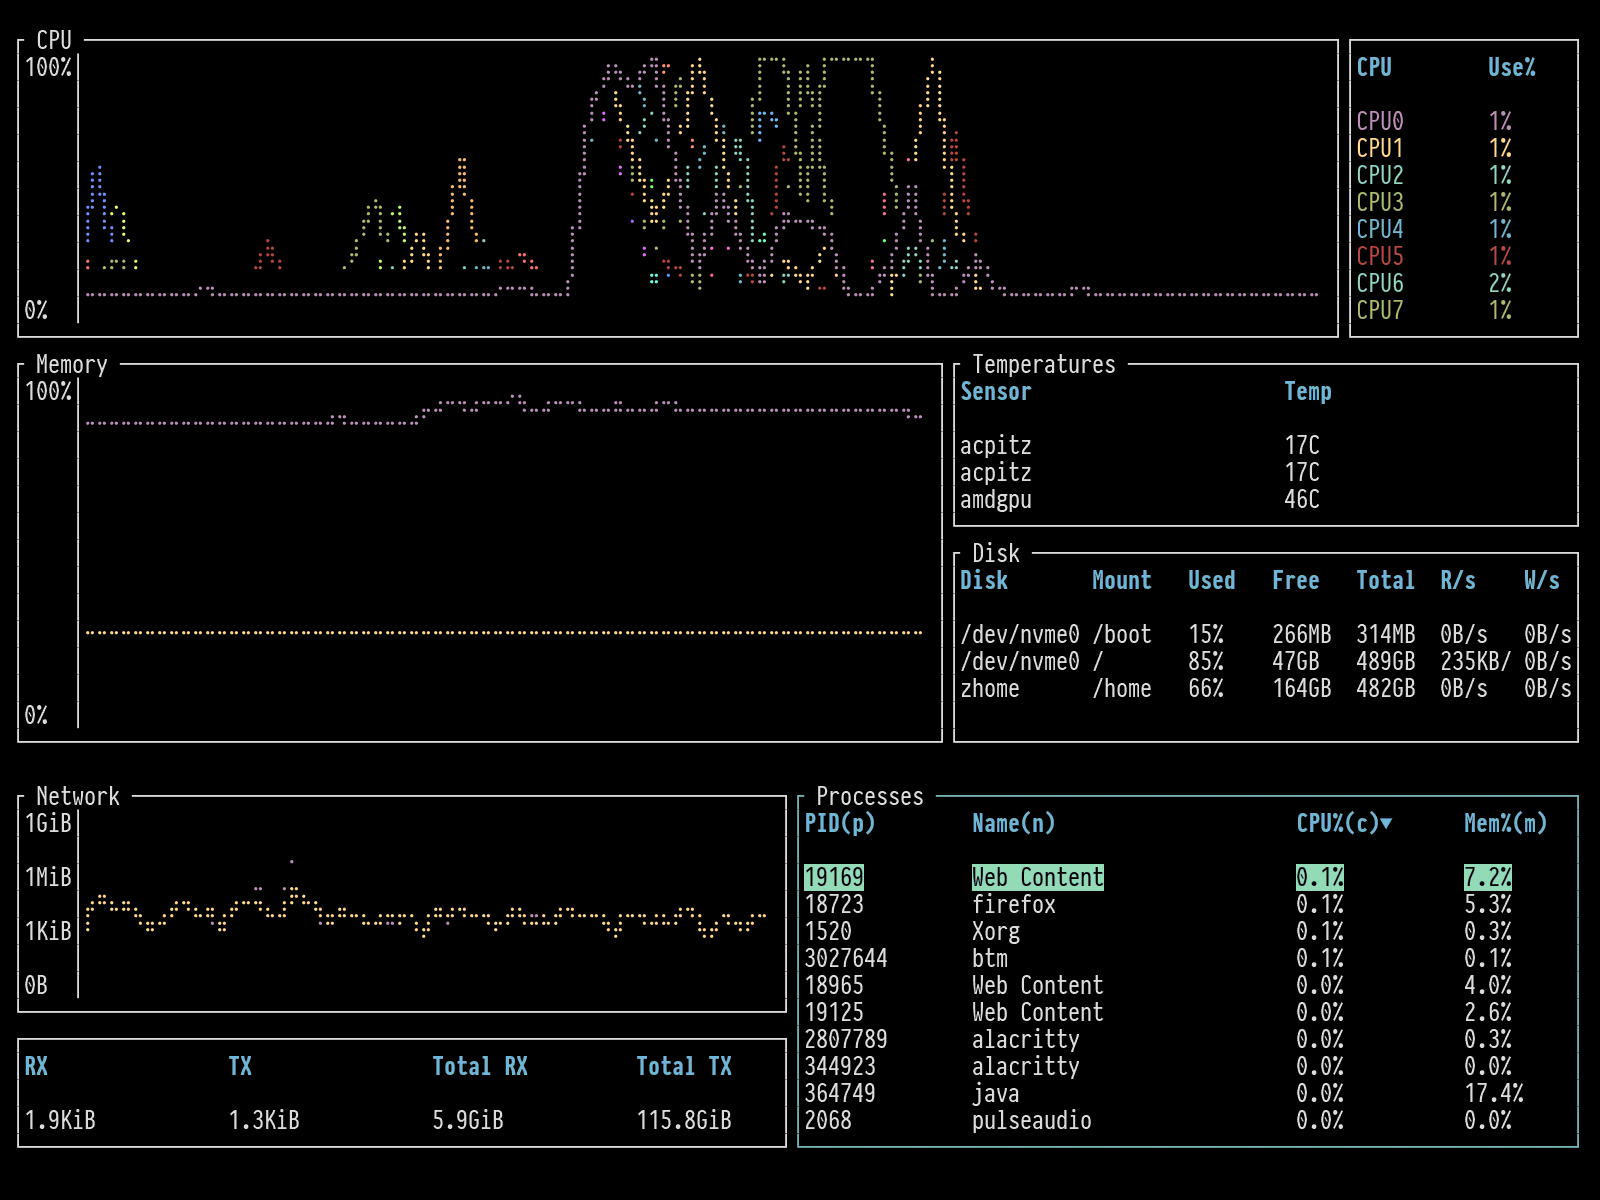 CPU
100%
0%
CPU Use%
CPU0 1%
CPU1 1%
CPU2 1%
CPU3 1%
CPU4 1%
CPU5 1%
CPU6 2%
CPU7 1%
Memory
100%
0%
Temperatures
Sensor Temp
acpitz 17C
acpitz 17C
amdgpu 46C
Disk
Disk Mount Used Free Total R/s W/s
/dev/nvme0 /boot 15% 266MB 314MB 0B/s 0B/s
/dev/nvme0 / 85% 47GB 489GB 235KB/ 0B/s
zhome /home 66% 164GB 482GB 0B/s 0B/s
Network
1GiB
1MiB
1KiB
0B
RX TX Total RX Total TX
1.9KiB 1.3KiB 5.9GiB 115.8GiB
Processes
PID(p) Name(n) CPU%(c)▼ Mem%(m)
19169 Web Content 0.1% 7.2%
18723 firefox 0.1% 5.3%
1520 Xorg 0.1% 0.3%
3027644 btm 0.1% 0.1%
18965 Web Content 0.0% 4.0%
19125 Web Content 0.0% 2.6%
2807789 alacritty 0.0% 0.3%
344923 alacritty 0.0% 0.0%
364749 java 0.0% 17.4%
2068 pulseaudio 0.0% 0.0%